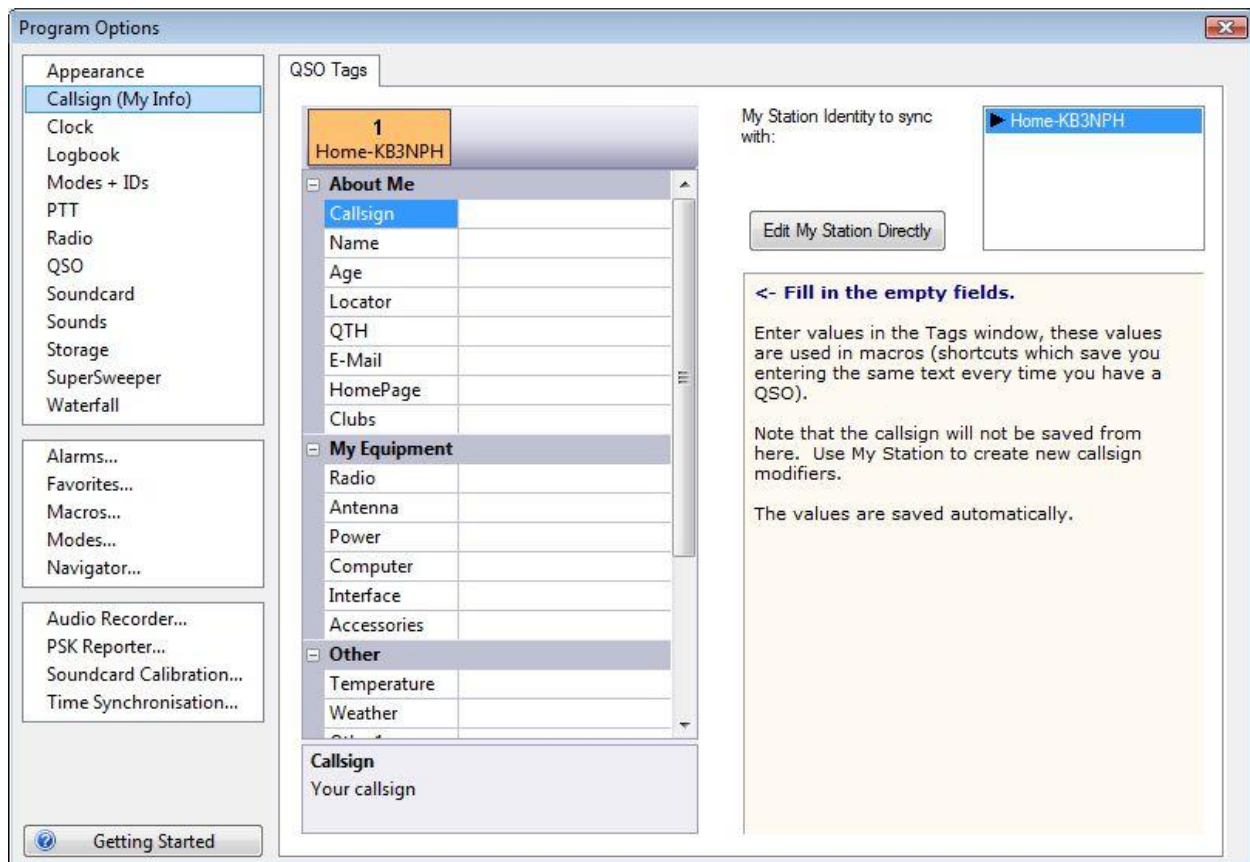 Program Options
Appearance
Callsign (My Info)
Clock
Logbook
Modes + IDs
PTT
Radio
QSO
Soundcard
Sounds
Storage
SuperSweeper
Waterfall
Alarms...
Favorites...
Macros...
Modes...
Navigator...
Audio Recorder...
PSK Reporter...
Soundcard Calibration...
Time Synchronisation...
Getting Started
QSO Tags
1
Home-KB3NPH
About Me
Callsign
Name
Age
Locator
QTH
E-Mail
HomePage
Clubs
My Equipment
Radio
Antenna
Power
Computer
Interface
Accessories
Other
Temperature
Weather
Callsign
Your callsign
My Station Identity to sync
with:
Home-KB3NPH
Edit My Station Directly
<- Fill in the empty fields.
Enter values in the Tags window, these values
are used in macros (shortcuts which save you
entering the same text every time you have a
QSO).
Note that the callsign will not be saved from
here. Use My Station to create new callsign
modifiers.
The values are saved automatically.